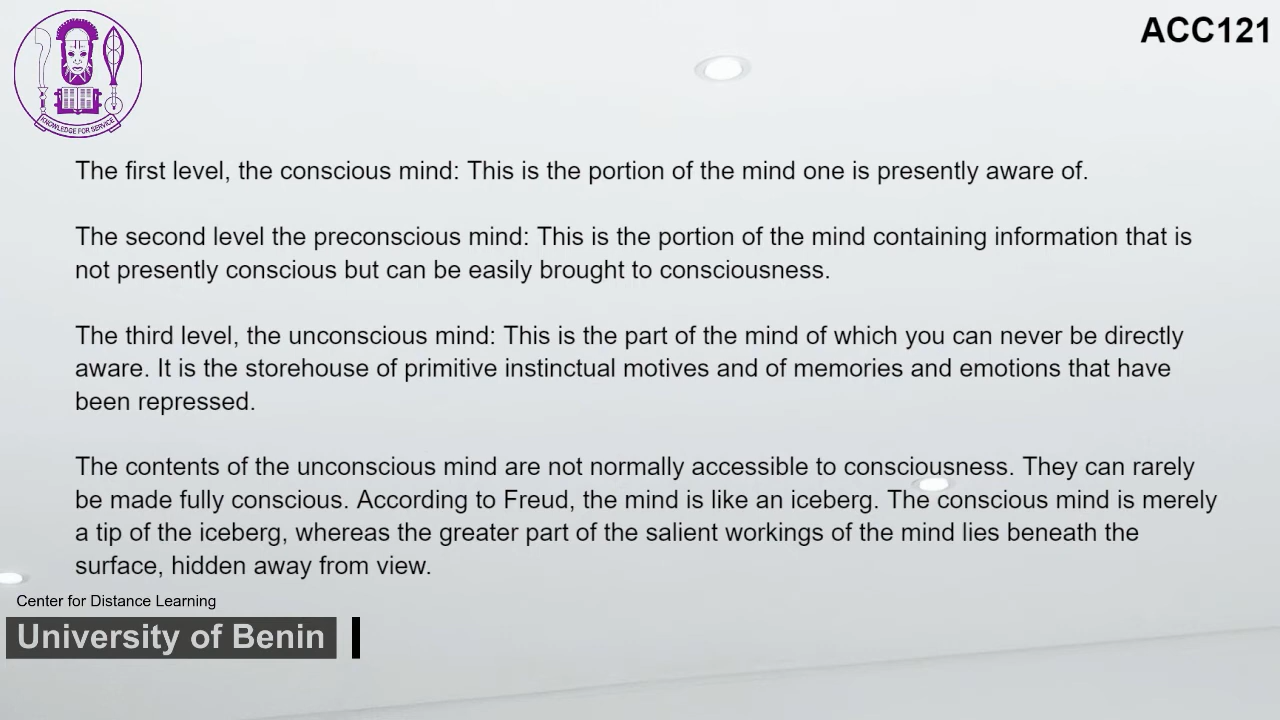 ACC121
KNOWLEDGE FOR SERVICE
The first level, the conscious mind: This is the portion of the mind one is presently aware of.
The second level the preconscious mind: This is the portion of the mind containing information that is
not presently conscious but can be easily brought to consciousness.
The third level, the unconscious mind: This is the part of the mind of which you can never be directly
aware. It is the storehouse of primitive instinctual motives and of memories and emotions that have
been repressed.
The contents of the unconscious mind are not normally accessible to consciousness. They can rarely
be made fully conscious. According to Freud, the mind is like an iceberg. The conscious mind is merely
a tip of the iceberg, whereas the greater part of the salient workings of the mind lies beneath the
surface, hidden away from view.
Center for Distance Learning
University of Benin